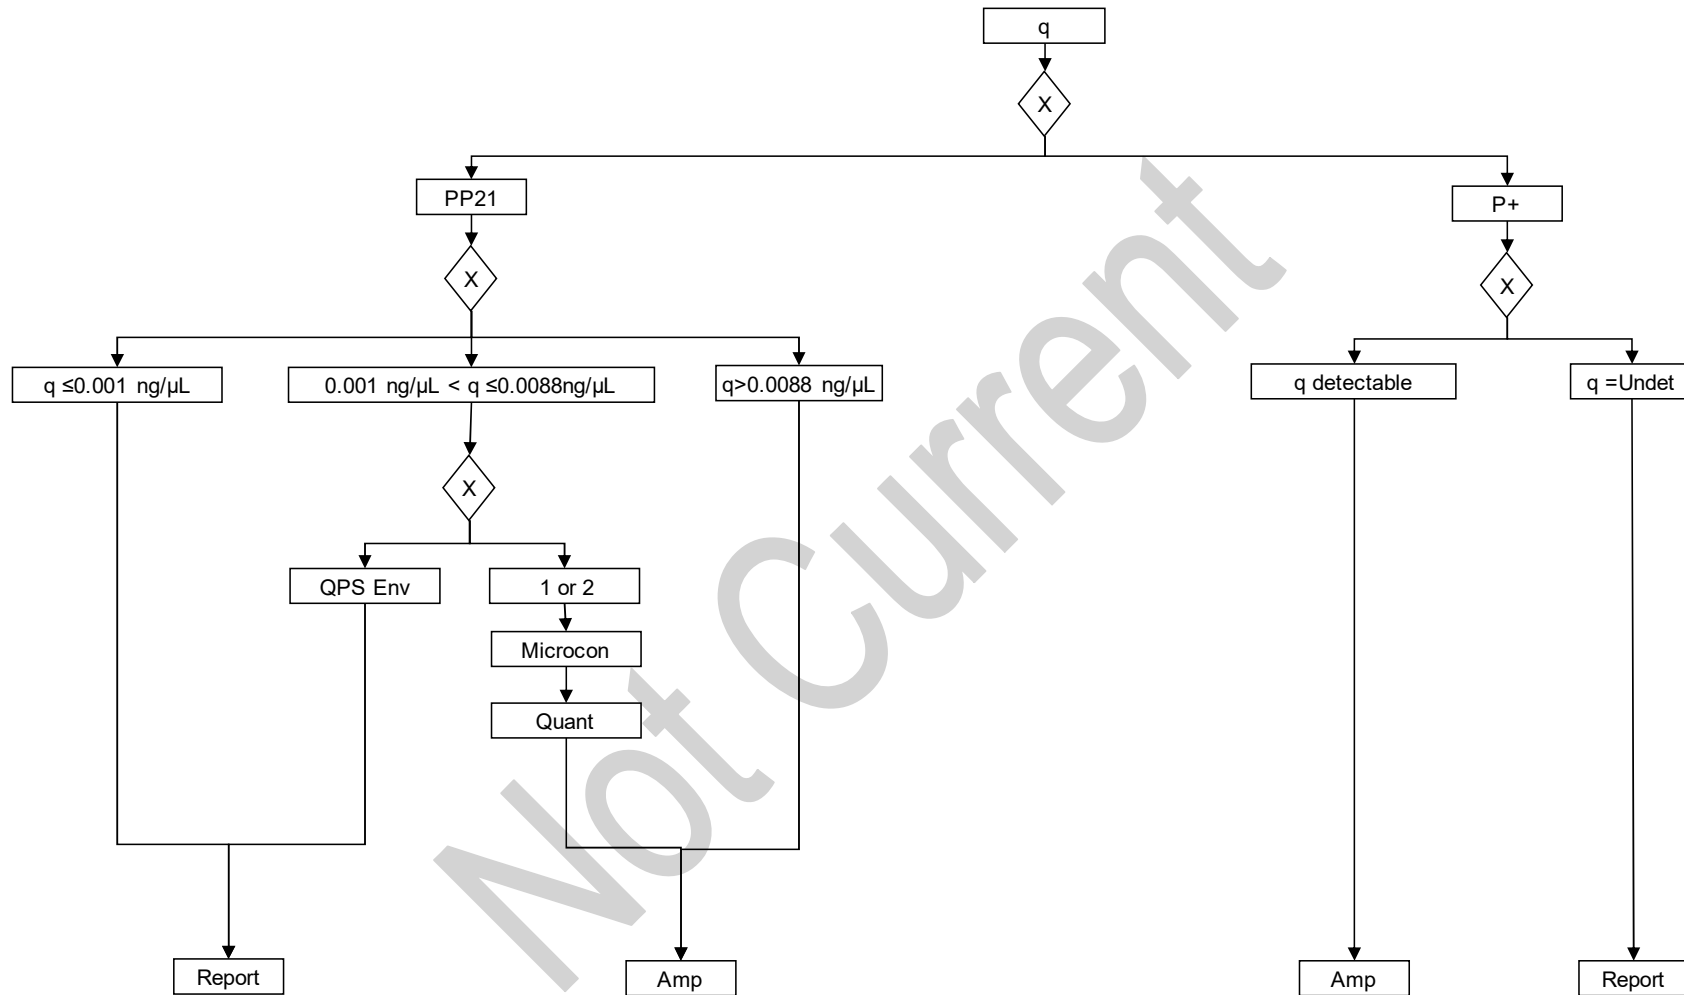 q
X
PP21
P+
X
X
q ≤0.001 ng/µL
0.001 ng/µL < q ≤0.0088ng/µL
q>0.0088 ng/µL
q detectable
q =Undet
X
QPS Env
1 or 2
Microcon
Quant
Report
Amp
Amp
Report
Not Current